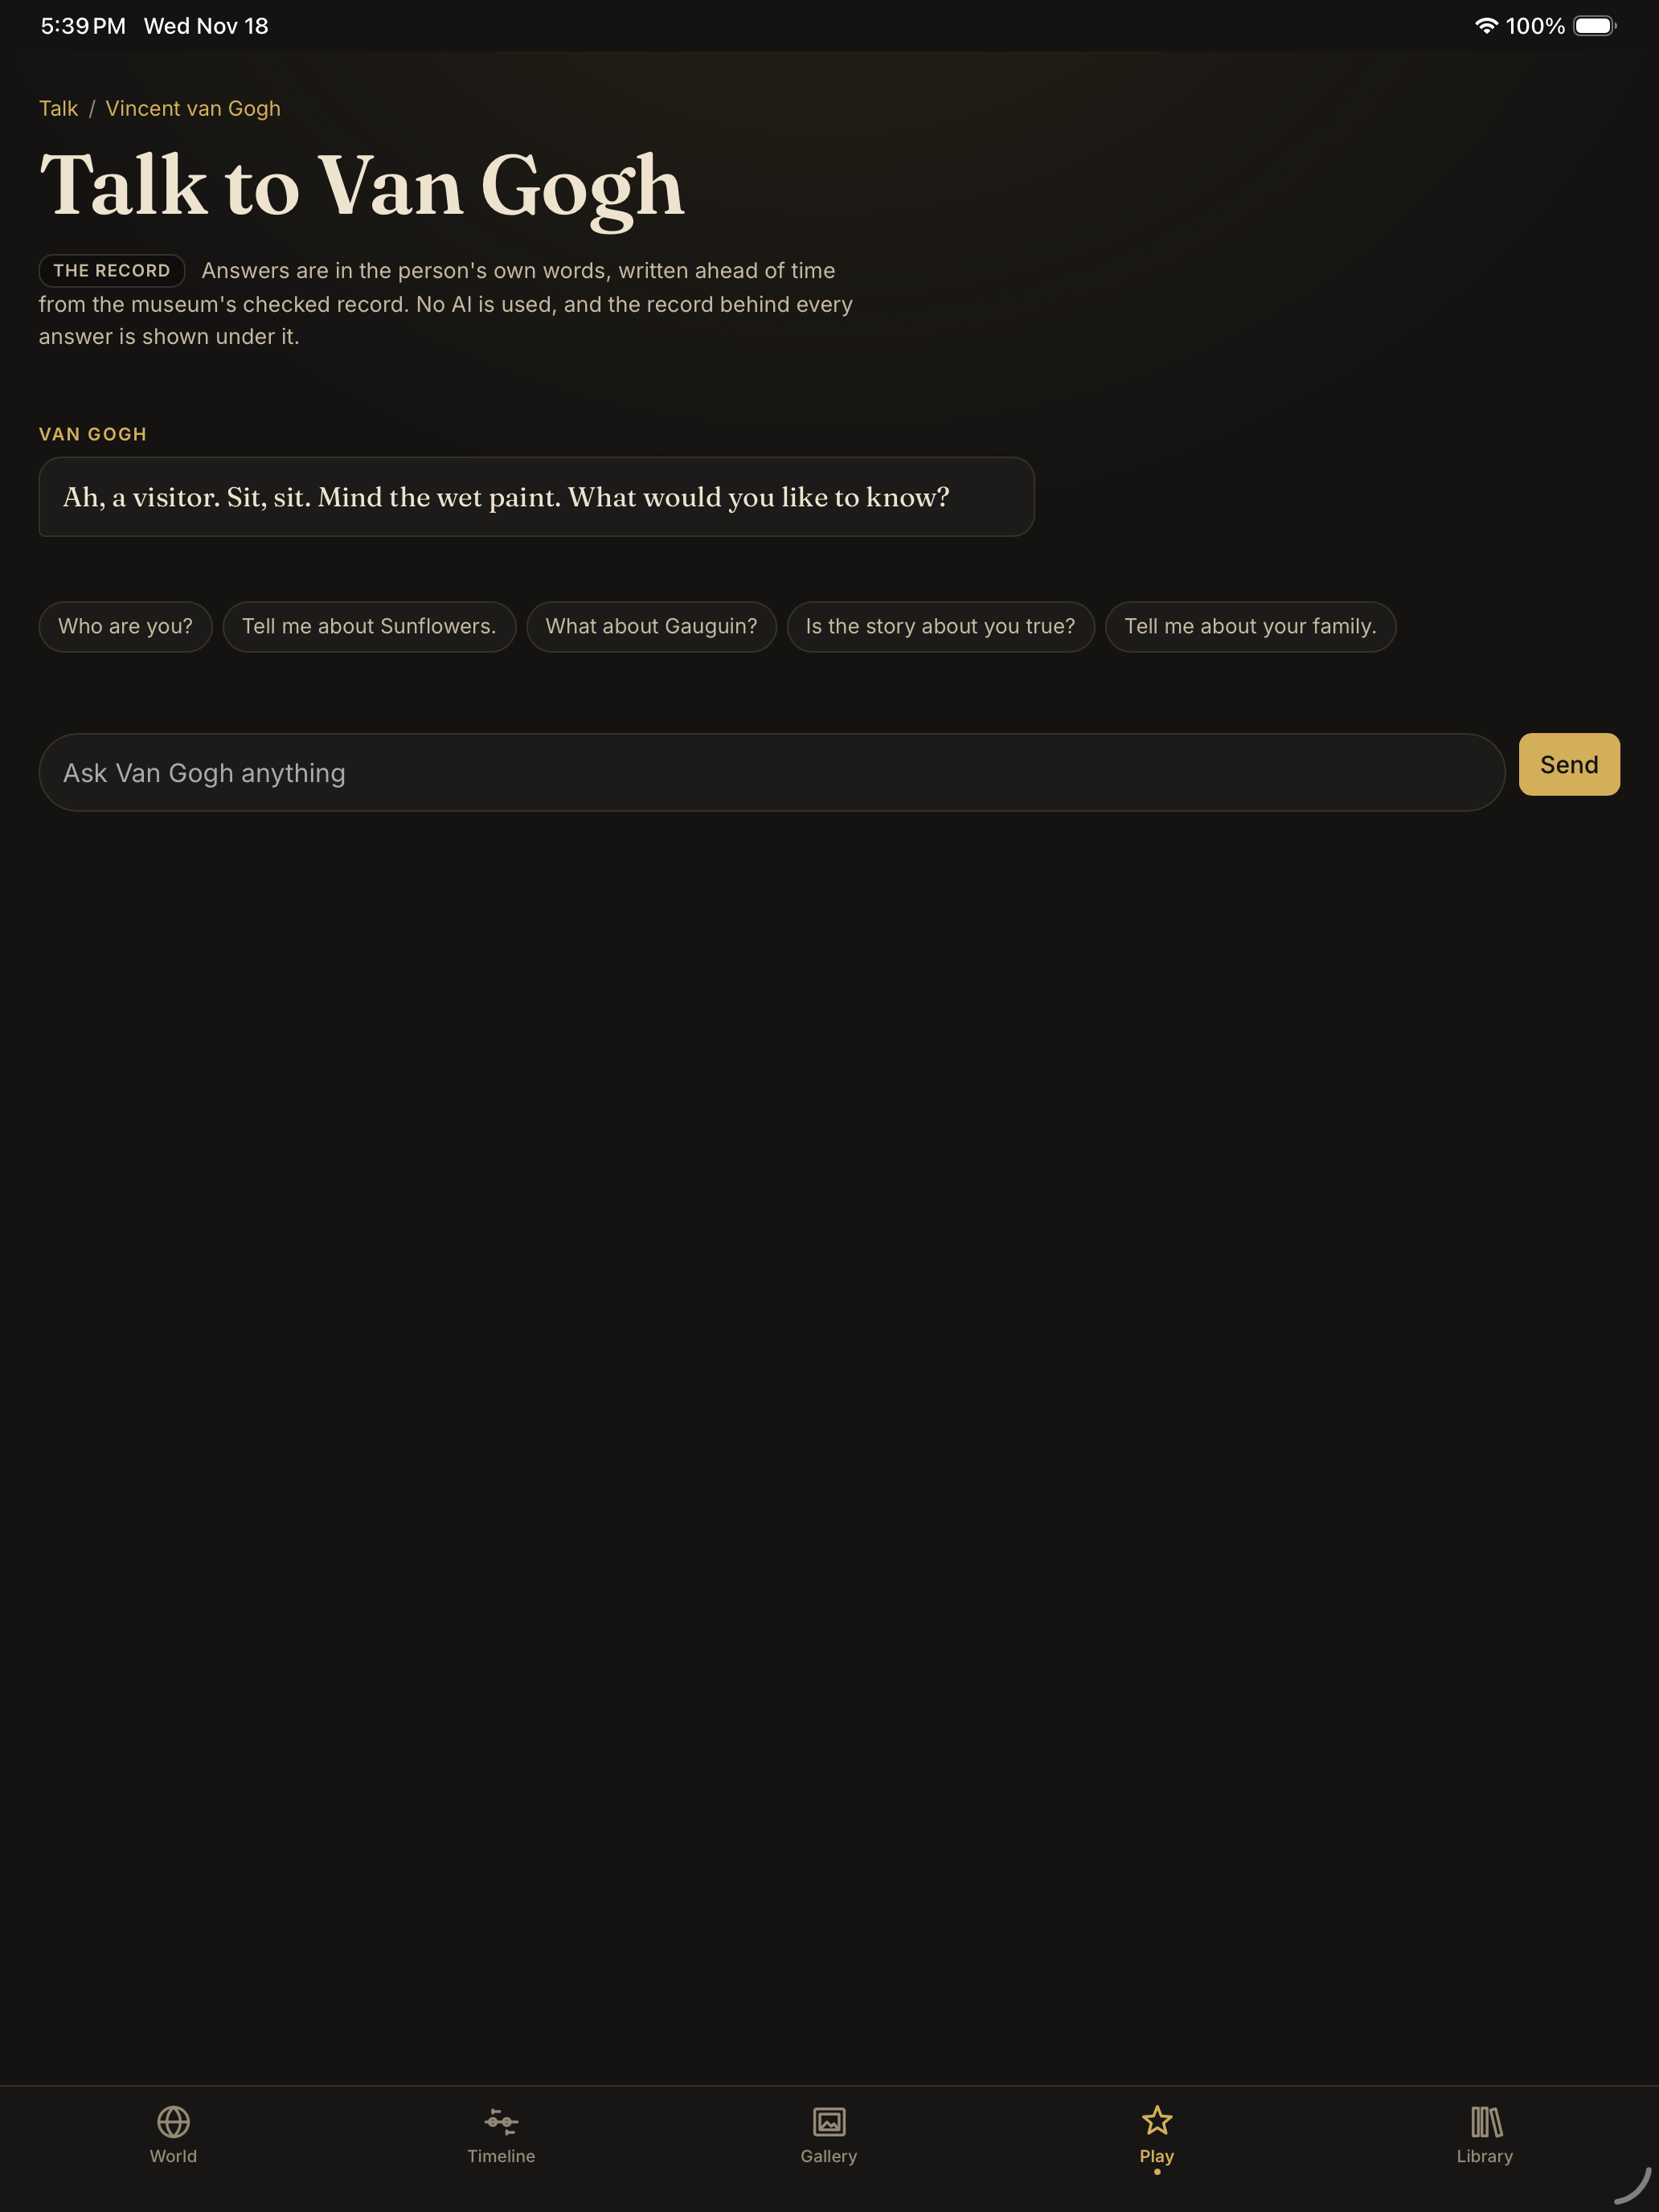 5:39 PM Wed Nov 18
100%
Talk / Vincent van Gogh
Talk to Van Gogh
THE RECORD Answers are in the person's own words, written ahead of time
from the museum's checked record. No AI is used, and the record behind every
answer is shown under it.
VAN GOGH
Ah, a visitor. Sit, sit. Mind the wet paint. What would you like to know?
Who are you? Tell me about Sunflowers. What about Gauguin? Is the story about you true? Tell me about your family.
Ask Van Gogh anything Send
World Timeline Gallery Play Library